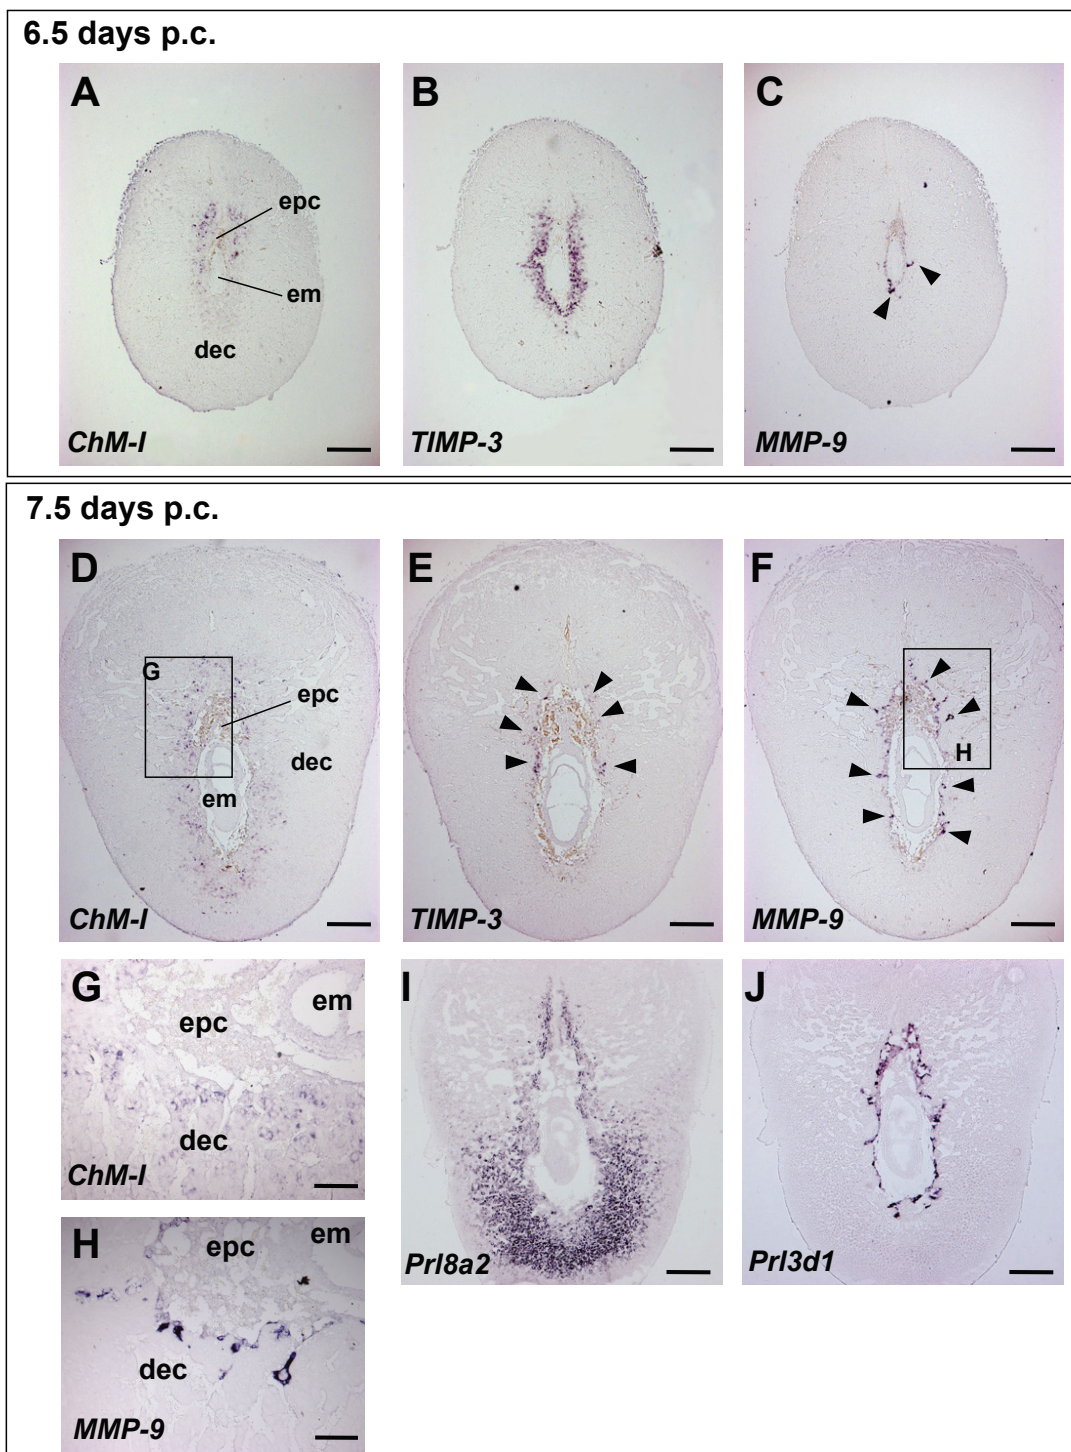 6.5 days p.c.
A
epc
em
dec
ChM-I
B
TIMP-3
C
MMP-9
7.5 days p.c.
D
G
epc
dec
em
ChM-I
E
TIMP-3
F
H
MMP-9
G
em
epc
dec
ChM-I
H
epc
em
dec
MMP-9
I
Prl8a2
J
Prl3d1